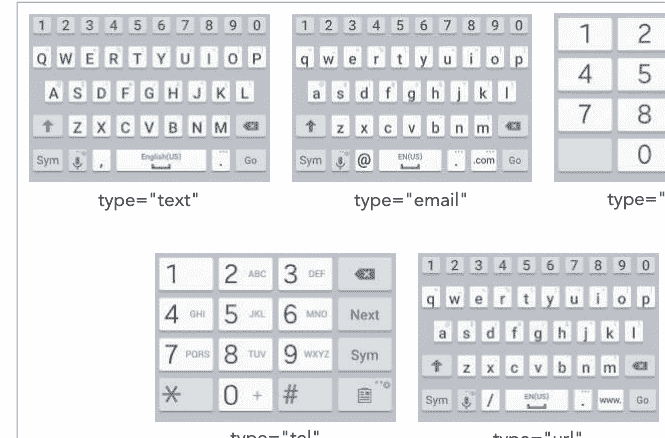 1 2 3 4 5 6 7 8 9 0
Q W E R T Y U I O P
A S D F G H J K L
Z X C V B N M
Sym , English(US) . Go
type="text"
1 2 3 4 5 6 7 8 9 0
q w e r t y u i o p
a s d f g h j k l
z x c v b n m
Sym @ EN(US) . .com Go
type="email"
1 2
4 5
7 8
0
type="
1 2 ABC 3 DEF
4 GHI 5 JKL 6 MNO Next
7 PQRS 8 TUV 9 WXYZ Sym
* 0 + #
type="tel"
1 2 3 4 5 6 7 8 9 0
q w e r t y u i o p
a s d f g h j k l
z x c v b n m
Sym / EN(US) . www. Go
type="url"